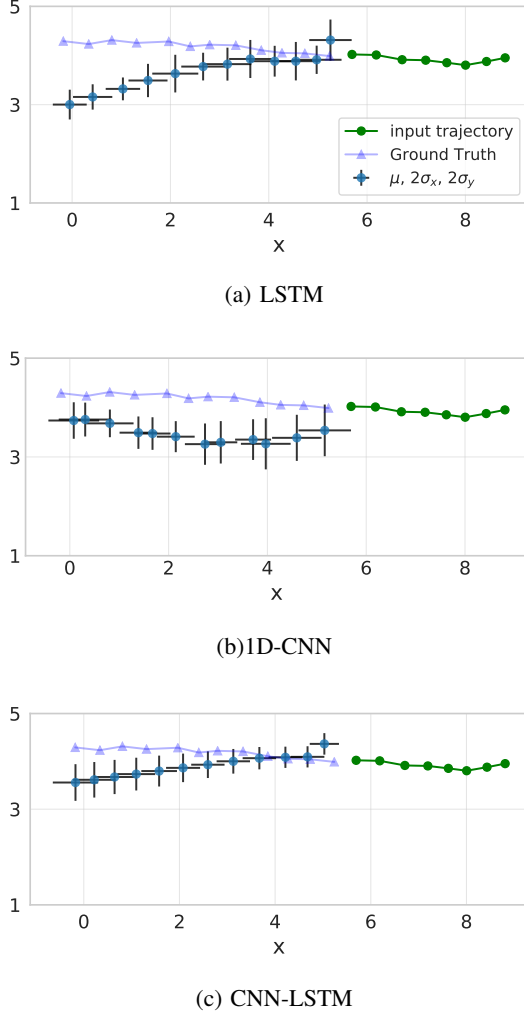 5
3
1
0 2 4 6 8
x
input trajectory
Ground Truth
μ, 2σx, 2σy
(a) LSTM
5
3
1
0 2 4 6 8
x
(b)1D-CNN
5
3
1
0 2 4 6 8
x
(c) CNN-LSTM